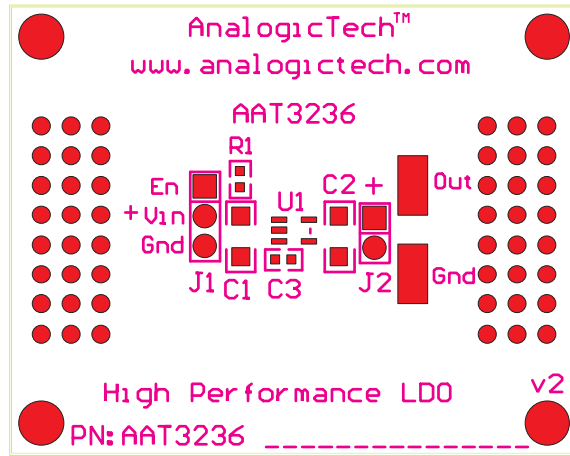 AnalogicTech™
www.analogictech.com
AAT3236
R1
En
U1
C2 +
Out
+ Vin
Gnd
J1
C1
C3
J2
Gnd
High Performance LDO
v2
PN: AAT3236 _______________